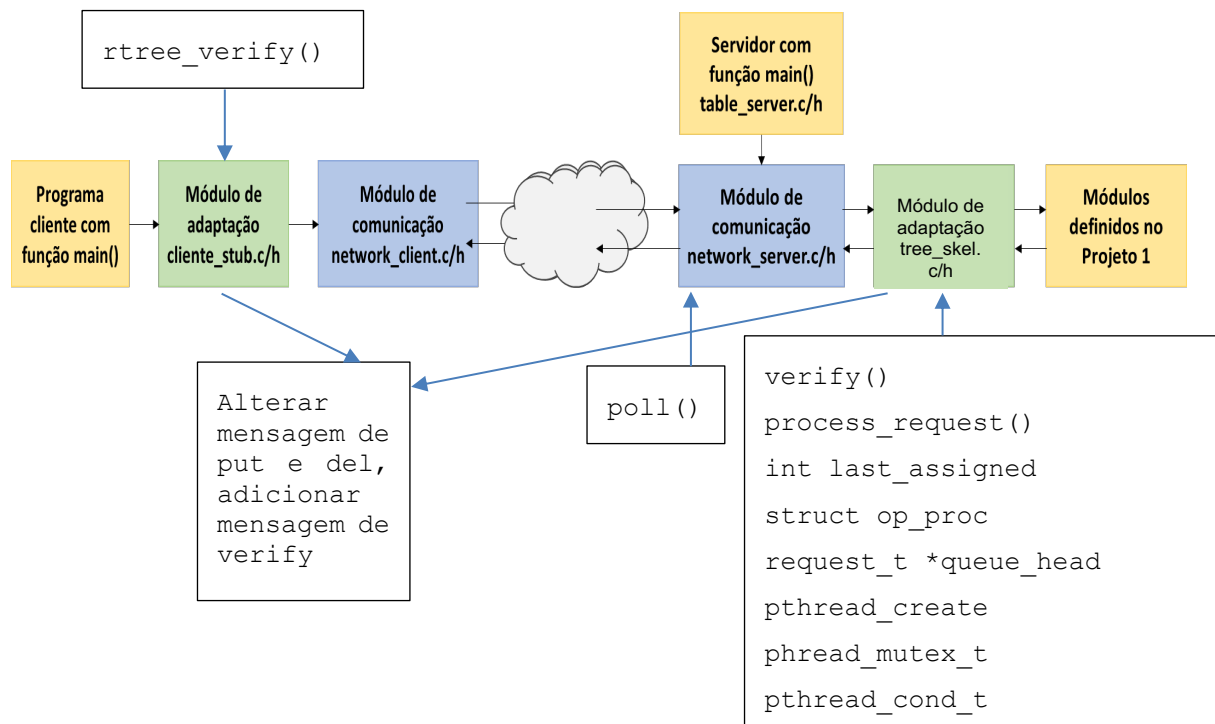 rtree_verify()
Servidor com
função main()
table_server.c/h
Programa
cliente com
função main()
Módulo de
adaptação
cliente_stub.c/h
Módulo de
comunicação
network_client.c/h
Módulo de
comunicação
network_server.c/h
Módulo de
adaptação
tree_skel.
c/h
Módulos
definidos no
Projeto 1
Alterar
mensagem de
put e del,
adicionar
mensagem de
verify
poll()
verify()
process_request()
int last_assigned
struct op_proc
request_t *queue_head
pthread_create
phread_mutex_t
pthread_cond_t